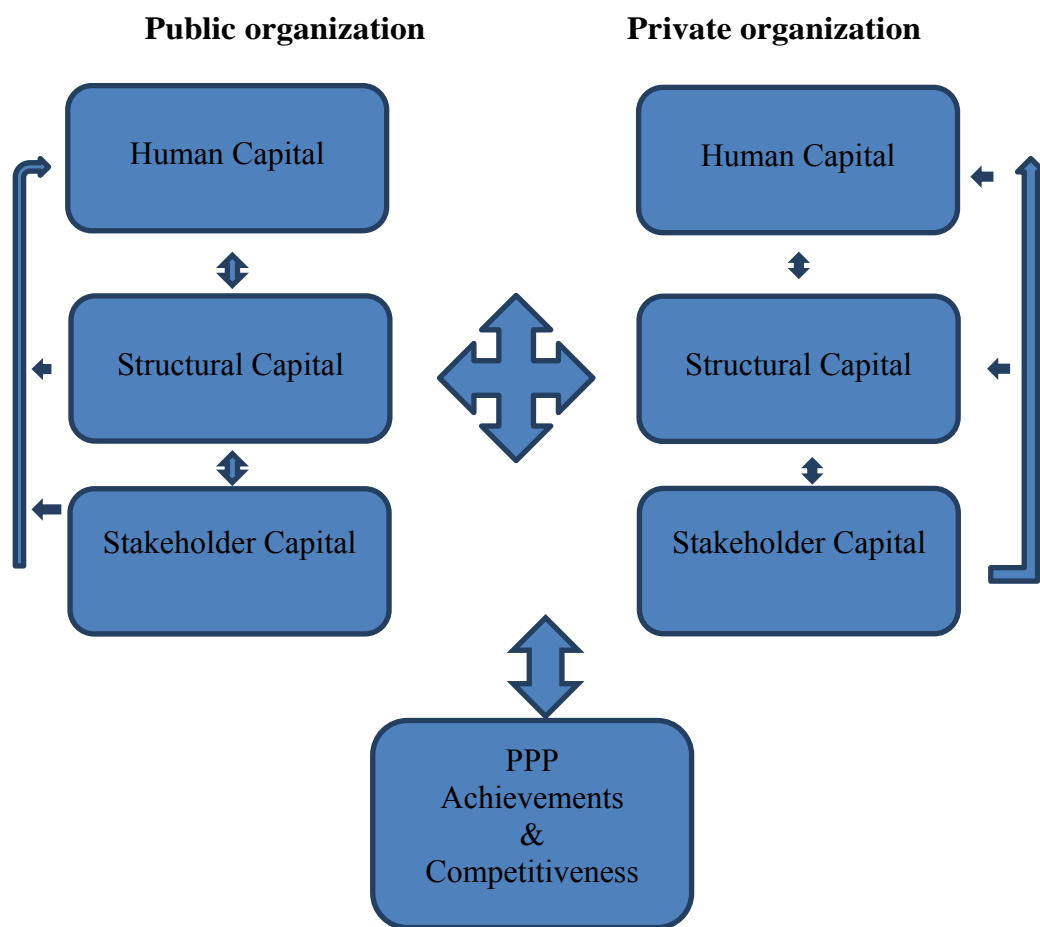 Public organization
Private organization
Human Capital
Human Capital
Structural Capital
Structural Capital
Stakeholder Capital
Stakeholder Capital
PPP
Achievements
&
Competitiveness